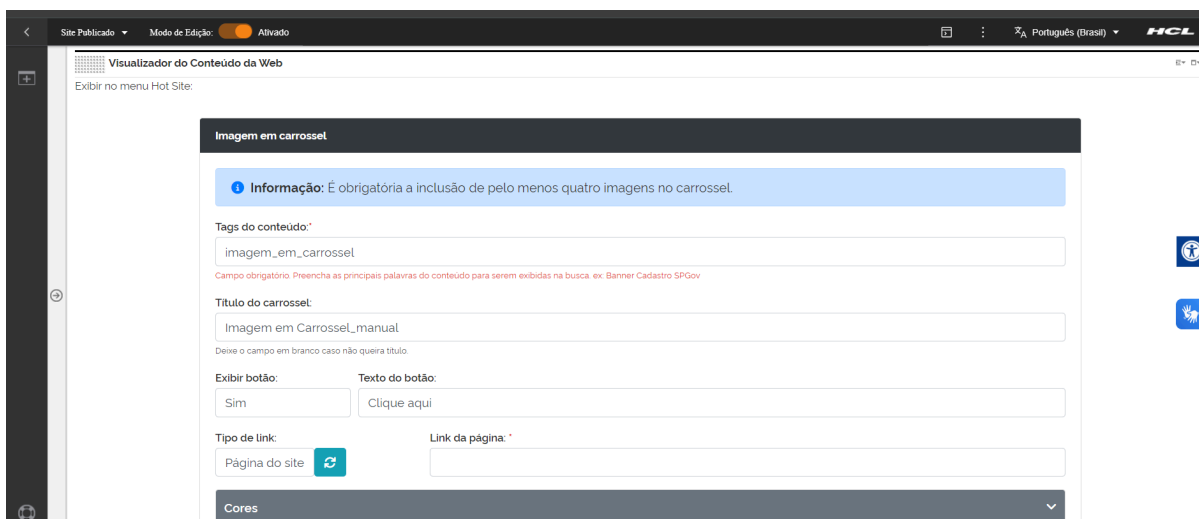 Site Publicado Modo de Edição: Ativado Português (Brasil) HCL
Visualizador do Conteúdo da Web
Exibir no menu Hot Site:
Imagem em carrossel
Informação: É obrigatória a inclusão de pelo menos quatro imagens no carrossel.
Tags do conteúdo:*
imagem_em_carrossel
Campo obrigatório. Preencha as principais palavras do conteúdo para serem exibidas na busca. ex: Banner Cadastro SPGov
Título do carrossel:
Imagem em Carrossel_manual
Deixe o campo em branco caso não queira título.
Exibir botão: Texto do botão:
Sim Clique aqui
Tipo de link: Link da página: *
Página do site
Cores